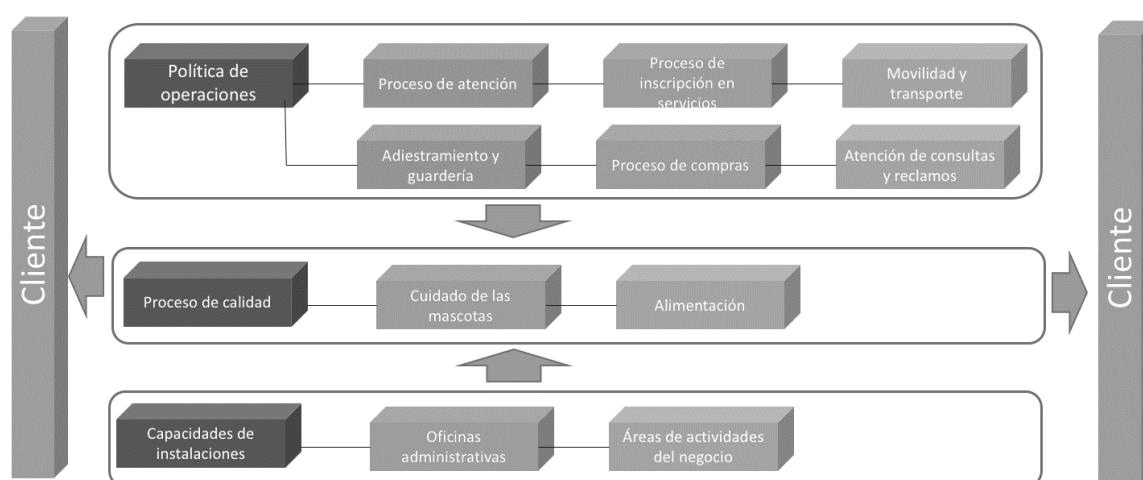 Cliente
Política de
operaciones
Proceso de atención
Proceso de
inscripción en
servicios
Movilidad y
transporte
Adiestramiento y
guardería
Proceso de compras
Atención de consultas
y reclamos
Proceso de calidad
Cuidado de las
mascotas
Alimentación
Capacidades de
instalaciones
Oficinas
administrativas
Áreas de actividades
del negocio
Cliente